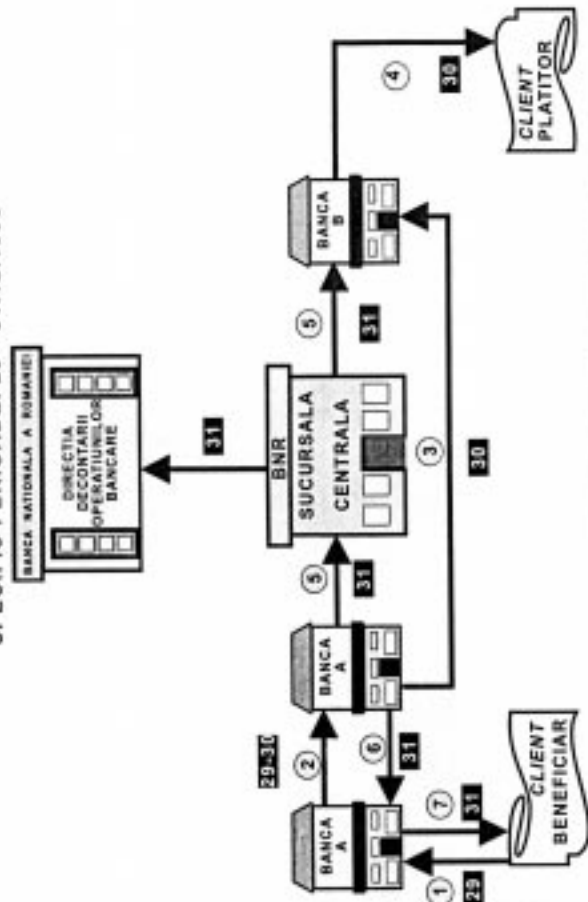 BANCA NATIONALA A ROMANIEI
DIRECTIA
DECONTARII
OPERATIUNILOR
BANCARE
31
BNR
SUCURSALA
CENTRALA
29-30
2
5
31
5
31
4
30
BANCA
A
BANCA
A
BANCA
B
6
31
3
30
1
29
7
31
CLIENT
BENEFICIAR
CLIENT
PLATITOR